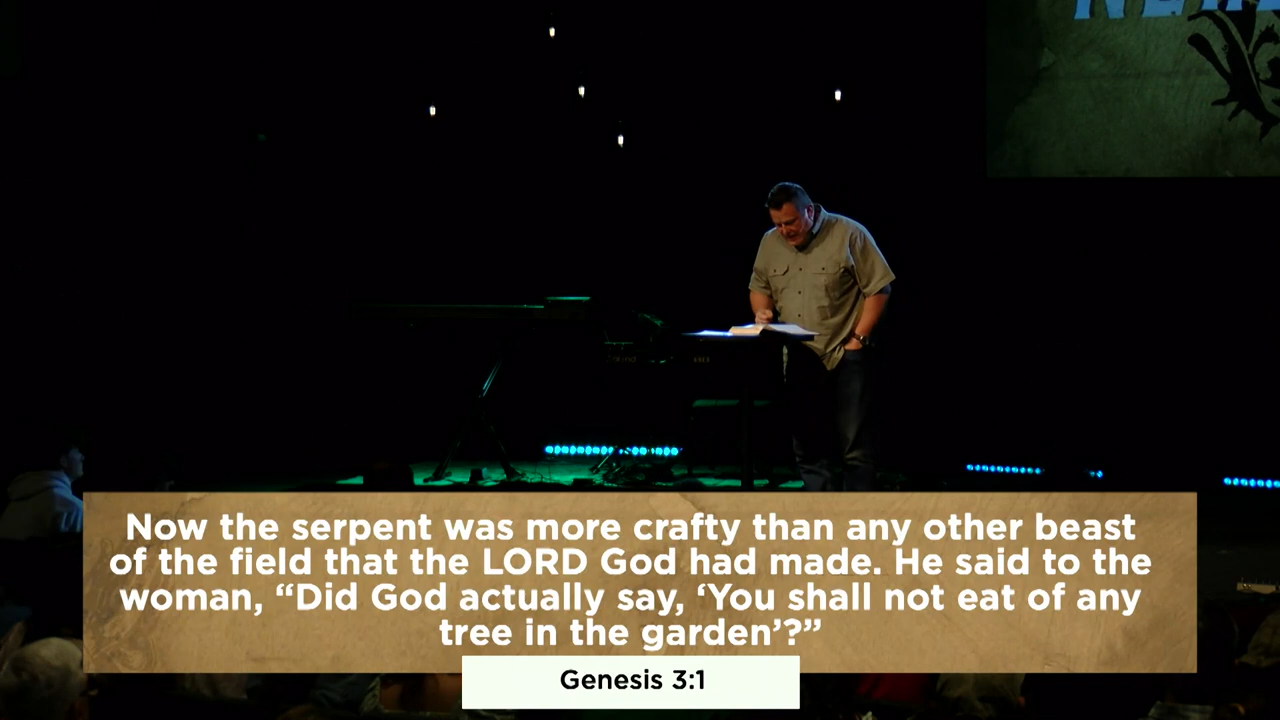 Now the serpent was more crafty than any other beast
of the field that the LORD God had made. He said to the
woman, “Did God actually say, ‘You shall not eat of any
tree in the garden’?”
Genesis 3:1